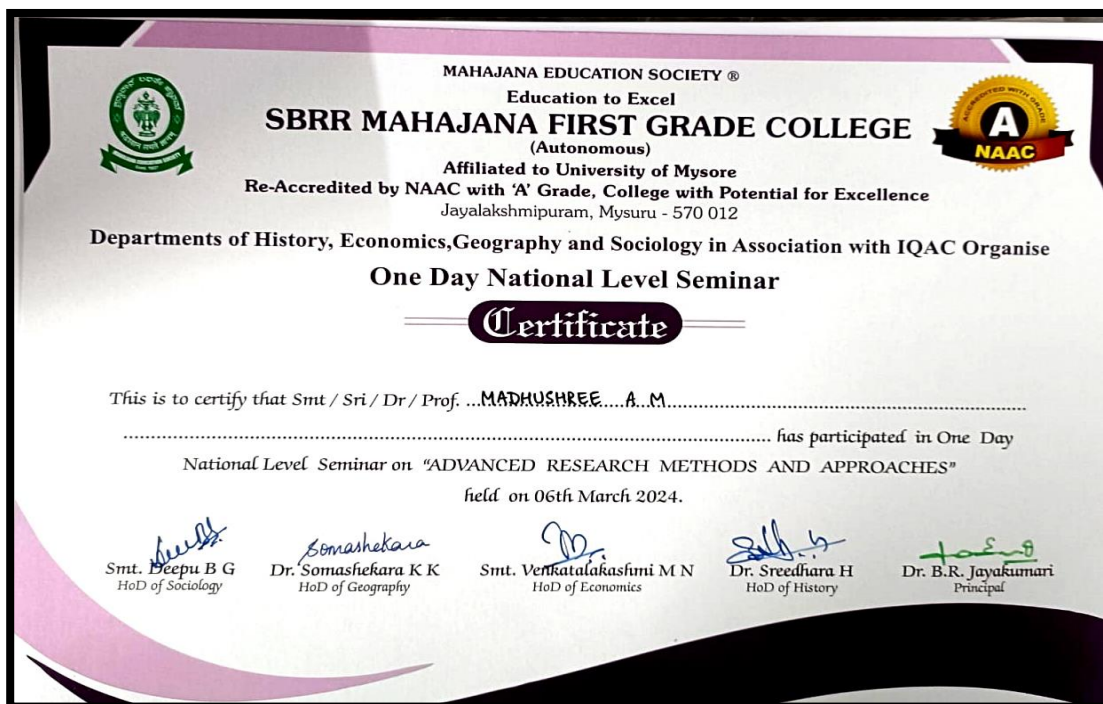 MAHAJANA EDUCATION SOCIETY ®
Education to Excel
SBRR MAHAJANA FIRST GRADE COLLEGE
(Autonomous)
Affiliated to University of Mysore
Re-Accredited by NAAC with ‘A’ Grade, College with Potential for Excellence
Jayalakshmipuram, Mysuru - 570 012
ACCREDITED WITH GRADE
A
NAAC
Departments of History, Economics,Geography and Sociology in Association with IQAC Organise
One Day National Level Seminar
Certificate
This is to certify that Smt / Sri / Dr / Prof. ...MADHUSHREE A M...
... has participated in One Day
National Level Seminar on “ADVANCED RESEARCH METHODS AND APPROACHES”
held on 06th March 2024.
Somashekara
Smt. Deepu B G Dr. Somashekara K K Smt. Venkatalakashmi M N Dr. Sreedhara H Dr. B.R. Jayakumari
HoD of Sociology HoD of Geography HoD of Economics HoD of History Principal